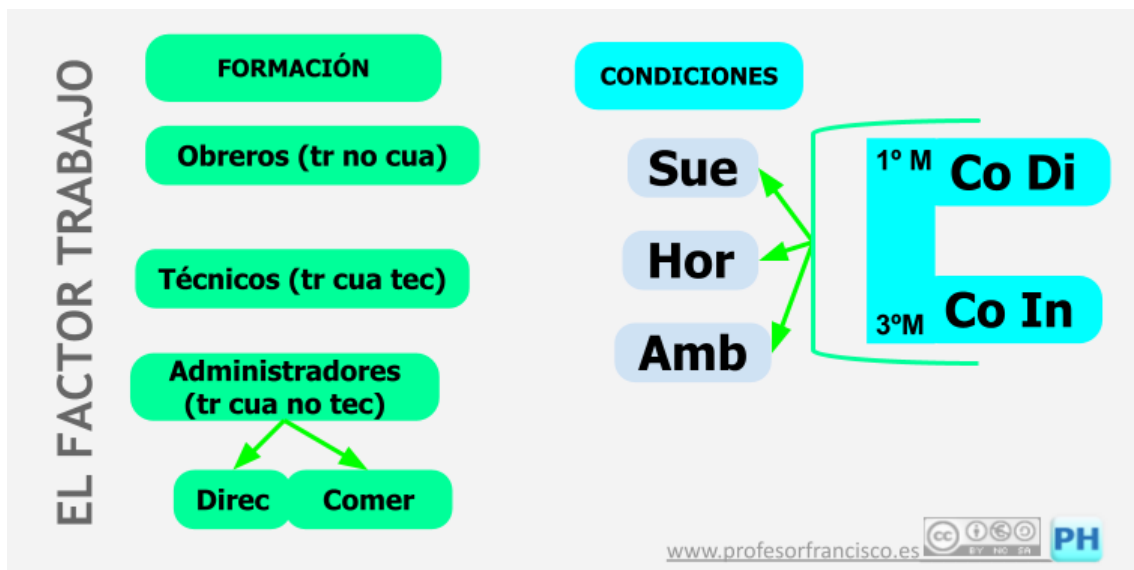 EL FACTOR TRABAJO
FORMACIÓN
Obreros (tr no cua)
Técnicos (tr cua tec)
Administradores
(tr cua no tec)
Direc
Comer
CONDICIONES
Sue
Hor
Amb
1º M Co Di
3ºM Co In
www.profesorfrancisco.es
cc BY NC SA
PH